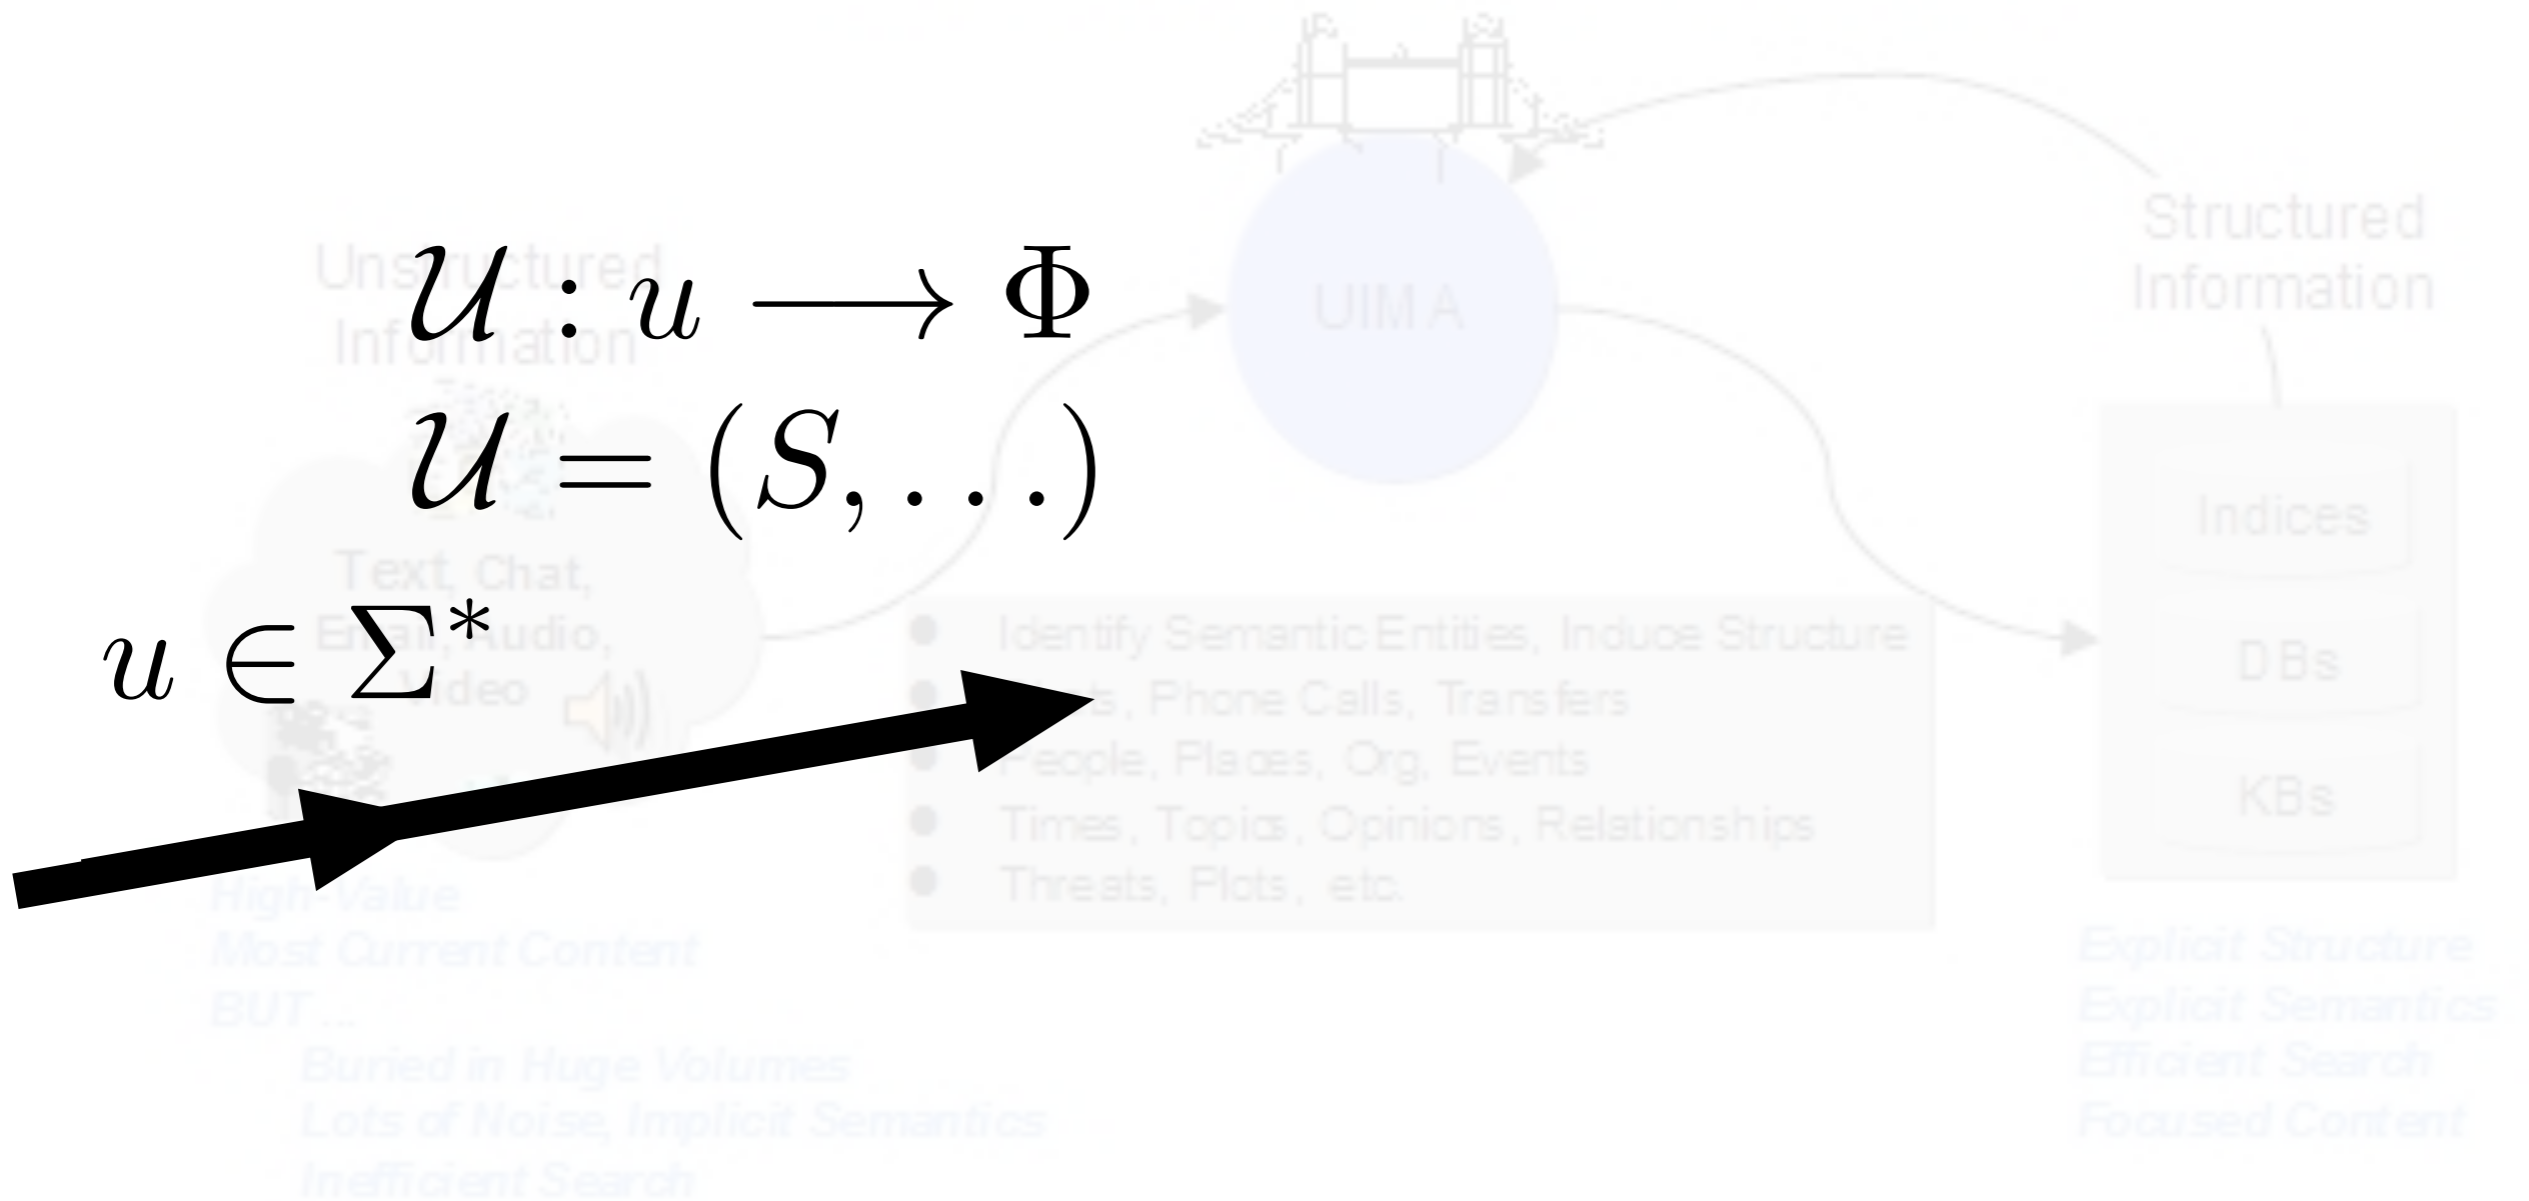 𝒰 : u ⟶ Φ
𝒰 = (S, . . .)
u ∈ Σ*
Unstructured
Information
Text, Chat,
Email, Audio,
Video
High-Value
Most Current Content
BUT ...
Buried in Huge Volumes
Lots of Noise, Implicit Semantics
Inefficient Search
UIMA
Identify Semantic Entities, Induce Structure
, Phone Calls, Transfers
People, Places, Org, Events
Times, Topics, Opinions, Relationships
Threats, Plots, etc.
Structured
Information
Indices
DBs
KBs
Explicit Structure
Explicit Semantics
Efficient Search
Focused Content